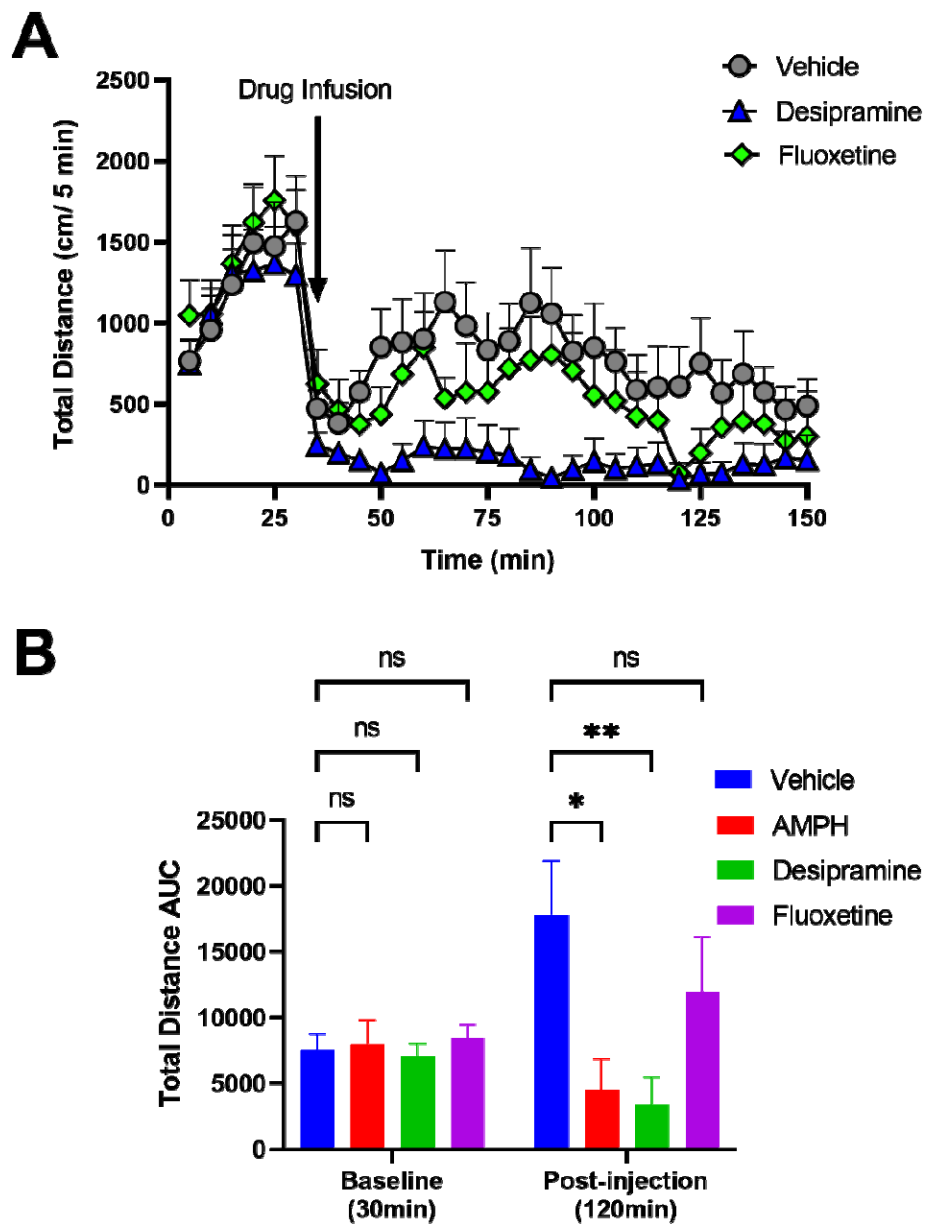 A
Drug Infusion
Vehicle
Desipramine
Fluoxetine
Total Distance (cm/ 5 min)
2500
2000
1500
1000
500
0
0 25 50 75 100 125 150
Time (min)
B
ns ns
ns **
ns *
Vehicle
AMPH
Desipramine
Fluoxetine
Total Distance AUC
25000
20000
15000
10000
5000
0
Baseline Post-injection
(30min) (120min)